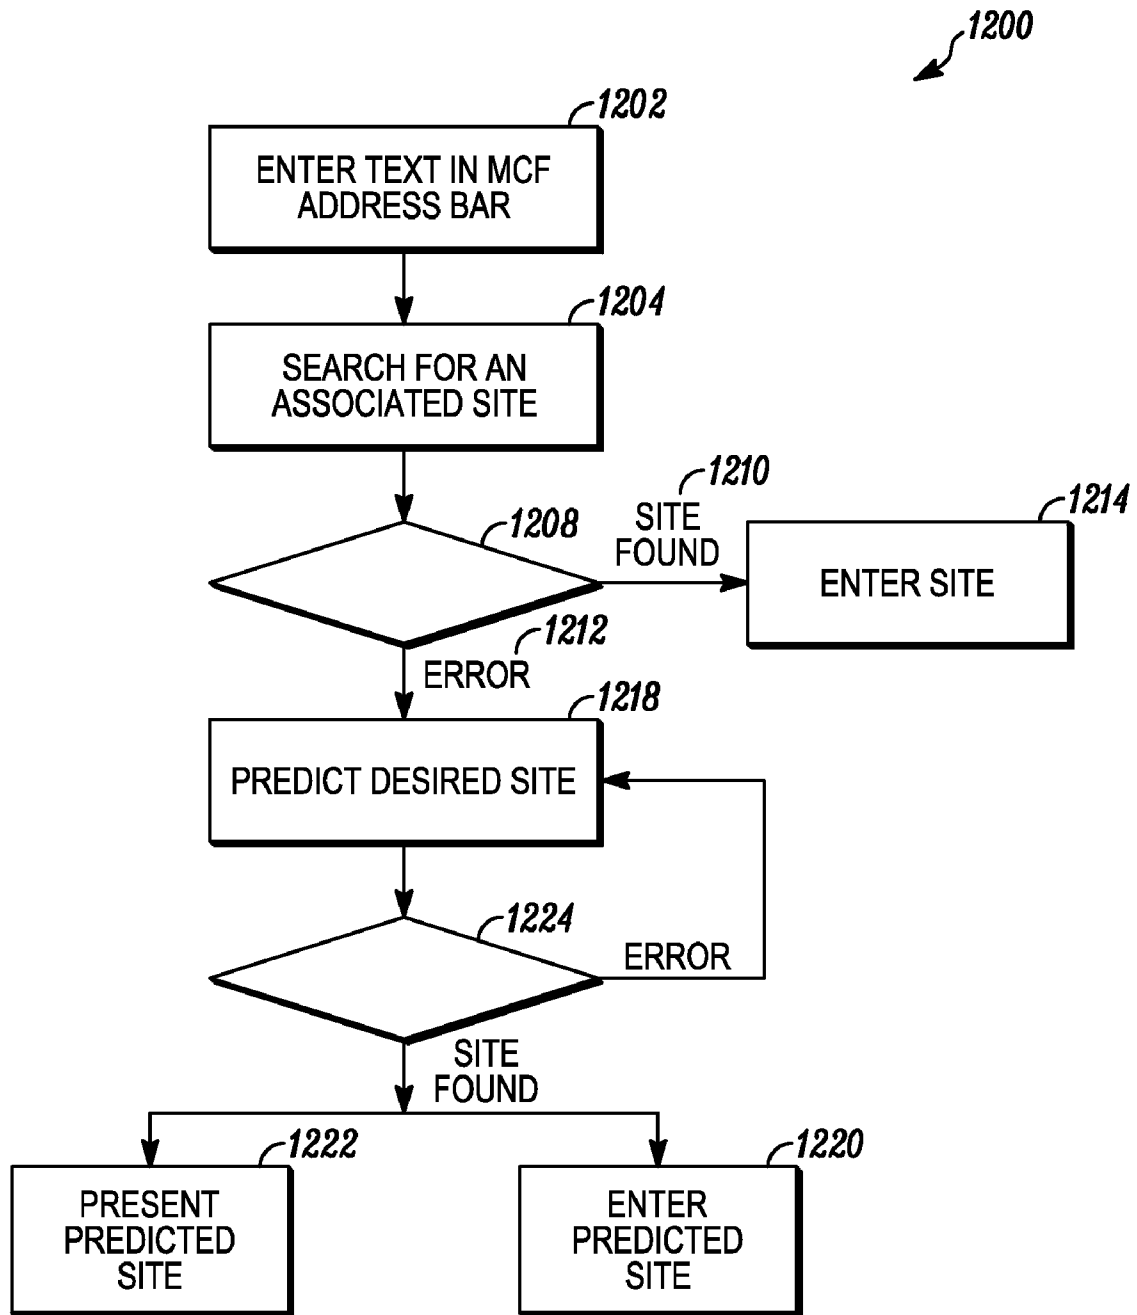 1200
1202
ENTER TEXT IN MCF
ADDRESS BAR
1204
SEARCH FOR AN
ASSOCIATED SITE
1208
1210
SITE
FOUND
1214
ENTER SITE
1212
ERROR
1218
PREDICT DESIRED SITE
1224
ERROR
SITE
FOUND
1222
PRESENT
PREDICTED
SITE
1220
ENTER
PREDICTED
SITE